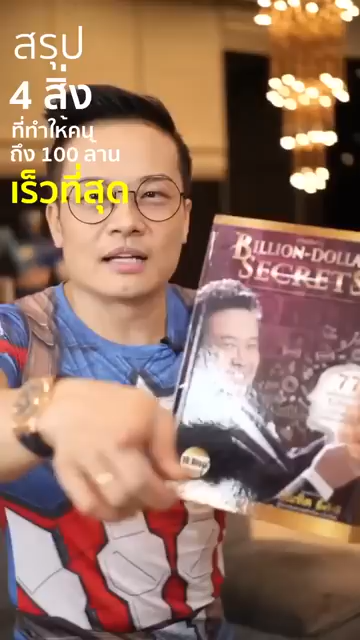 สรุป
4 สิ่ง
ที่ทำให้คน
ถึง 100 ลาน
เร็วที่สุด
BILLION-DOLLA
SECRETS
77